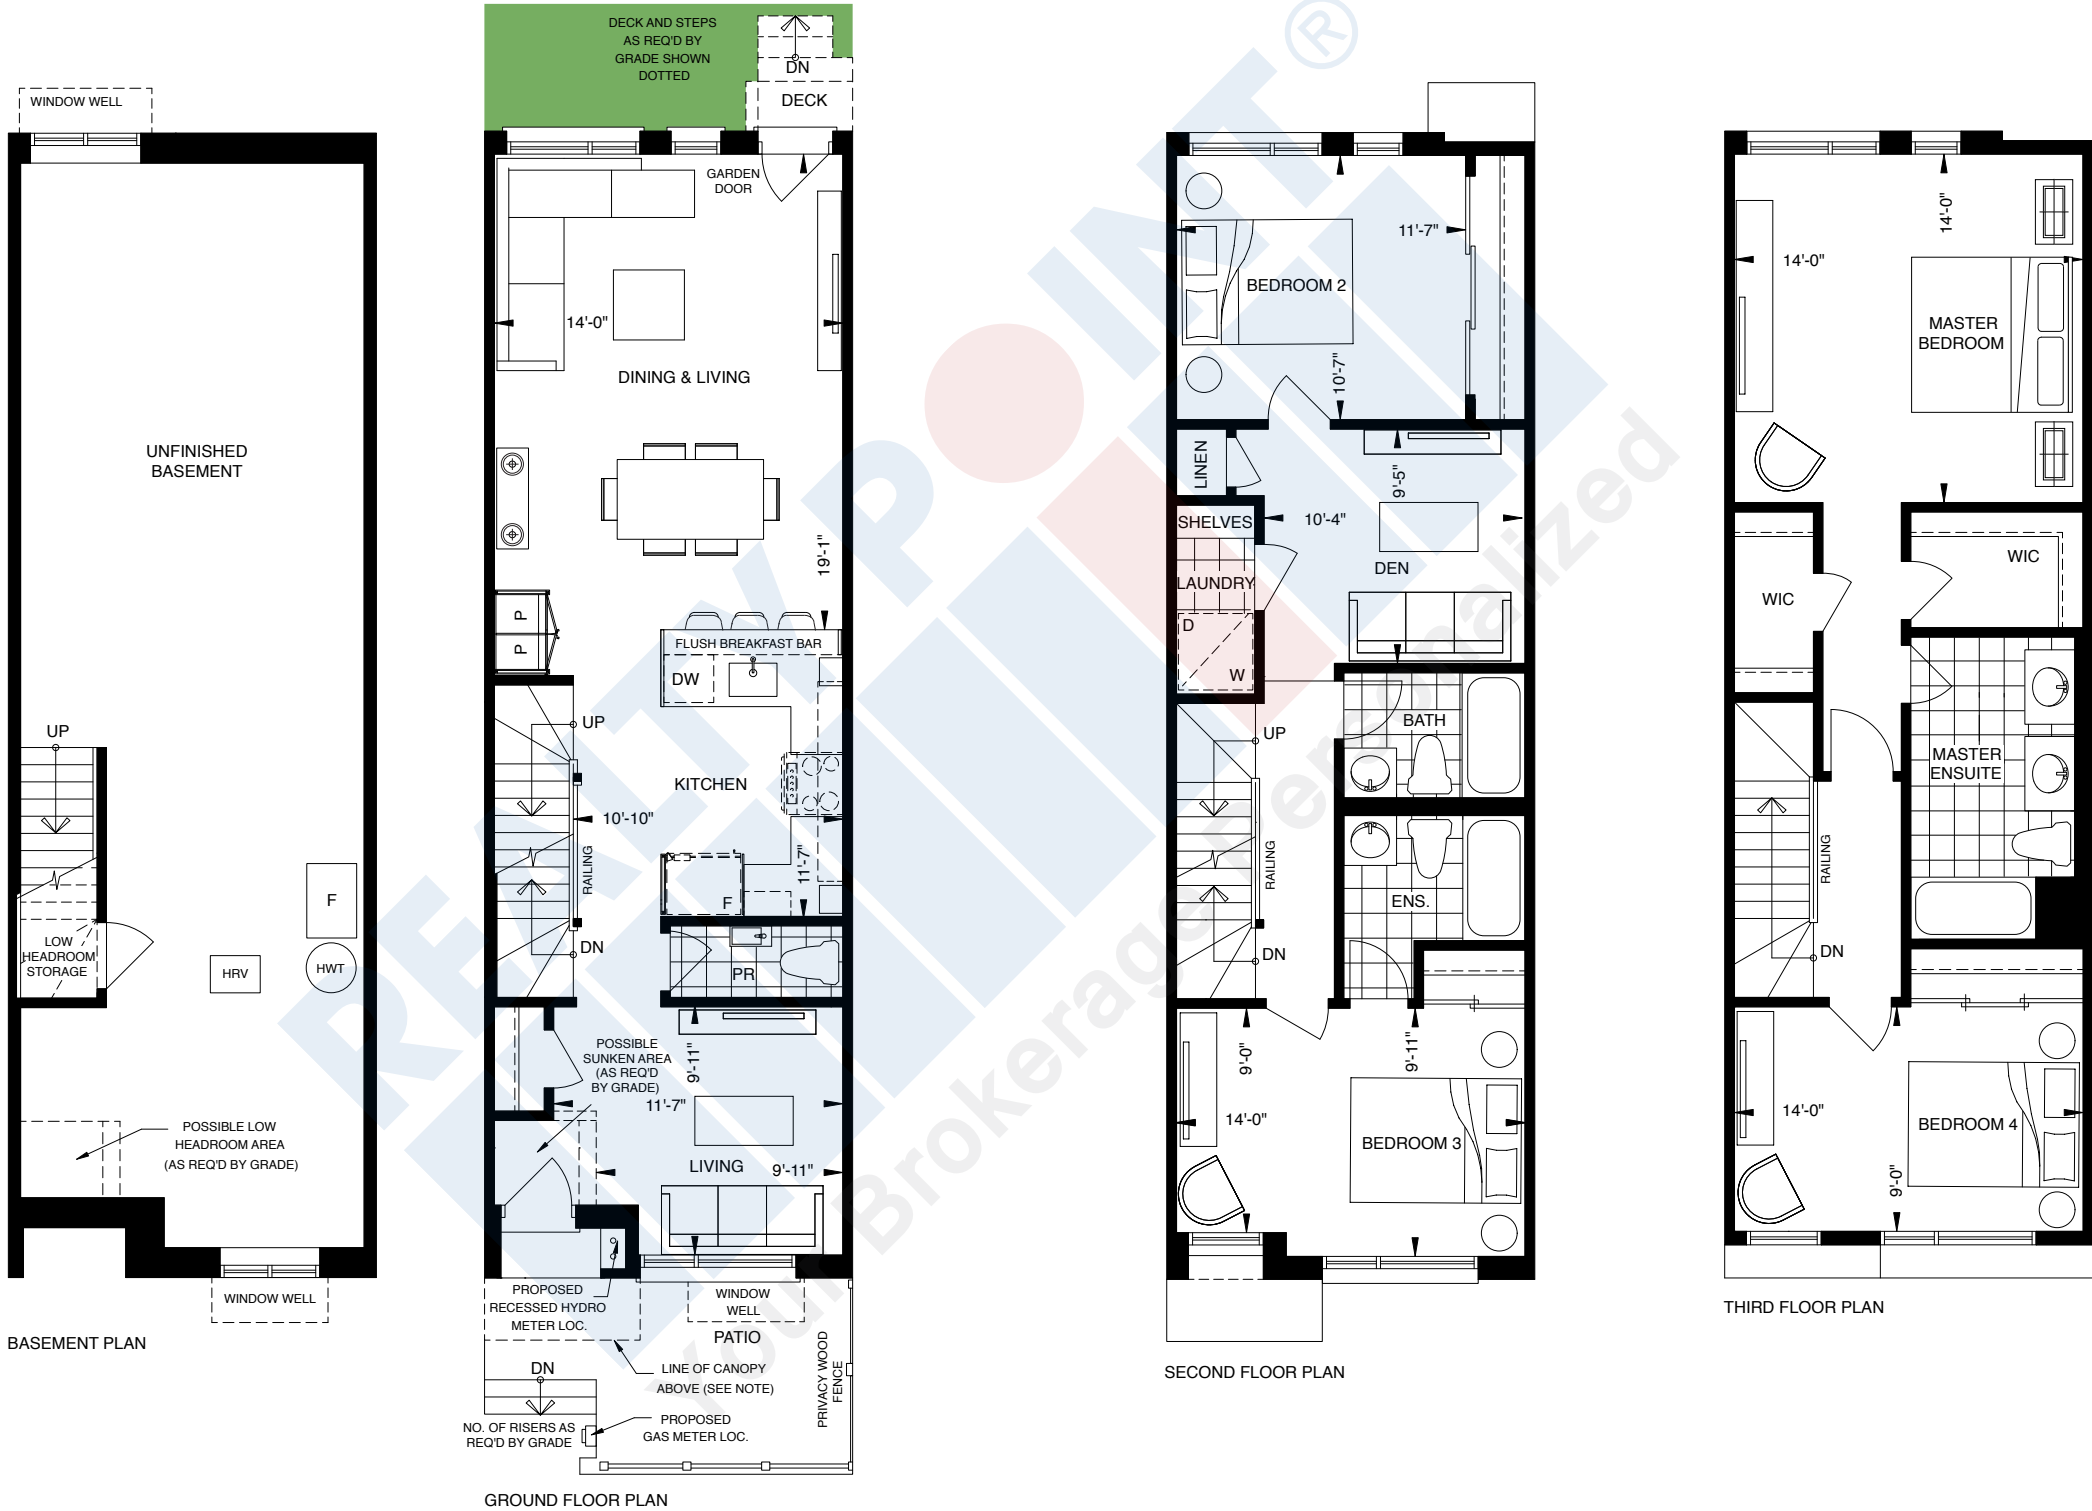 WINDOW WELL
UNFINISHED
BASEMENT
UP
LOW
HEADROOM
STORAGE
F
HRV
HWT
POSSIBLE LOW
HEADROOM AREA
(AS REQ'D BY GRADE)
WINDOW WELL
BASEMENT PLAN
DECK AND STEPS
AS REQ'D BY
GRADE SHOWN
DOTTED
DN
DECK
GARDEN
DOOR
14'-0"
DINING & LIVING
19'-1"
P
P
FLUSH BREAKFAST BAR
DW
UP
KITCHEN
10'-10"
RAILING
11'-7"
F
DN
PR
POSSIBLE
SUNKEN AREA
(AS REQ'D
BY GRADE)
9'-11"
11'-7"
LIVING
9'-11"
PROPOSED
RECESSED HYDRO
METER LOC.
WINDOW
WELL
PATIO
DN
LINE OF CANOPY
ABOVE (SEE NOTE)
PRIVACY WOOD
FENCE
NO. OF RISERS AS
REQ'D BY GRADE
PROPOSED
GAS METER LOC.
GROUND FLOOR PLAN
11'-7"
BEDROOM 2
10'-7"
LINEN
9'-5"
SHELVES
10'-4"
LAUNDRY
DEN
D
W
BATH
UP
RAILING
ENS.
DN
9'-0"
9'-11"
14'-0"
BEDROOM 3
SECOND FLOOR PLAN
14'-0"
14'-0"
MASTER
BEDROOM
WIC
WIC
MASTER
ENSUITE
RAILING
DN
14'-0"
BEDROOM 4
9'-0"
THIRD FLOOR PLAN
REALTY POINT®
Your Brokerage Personalized